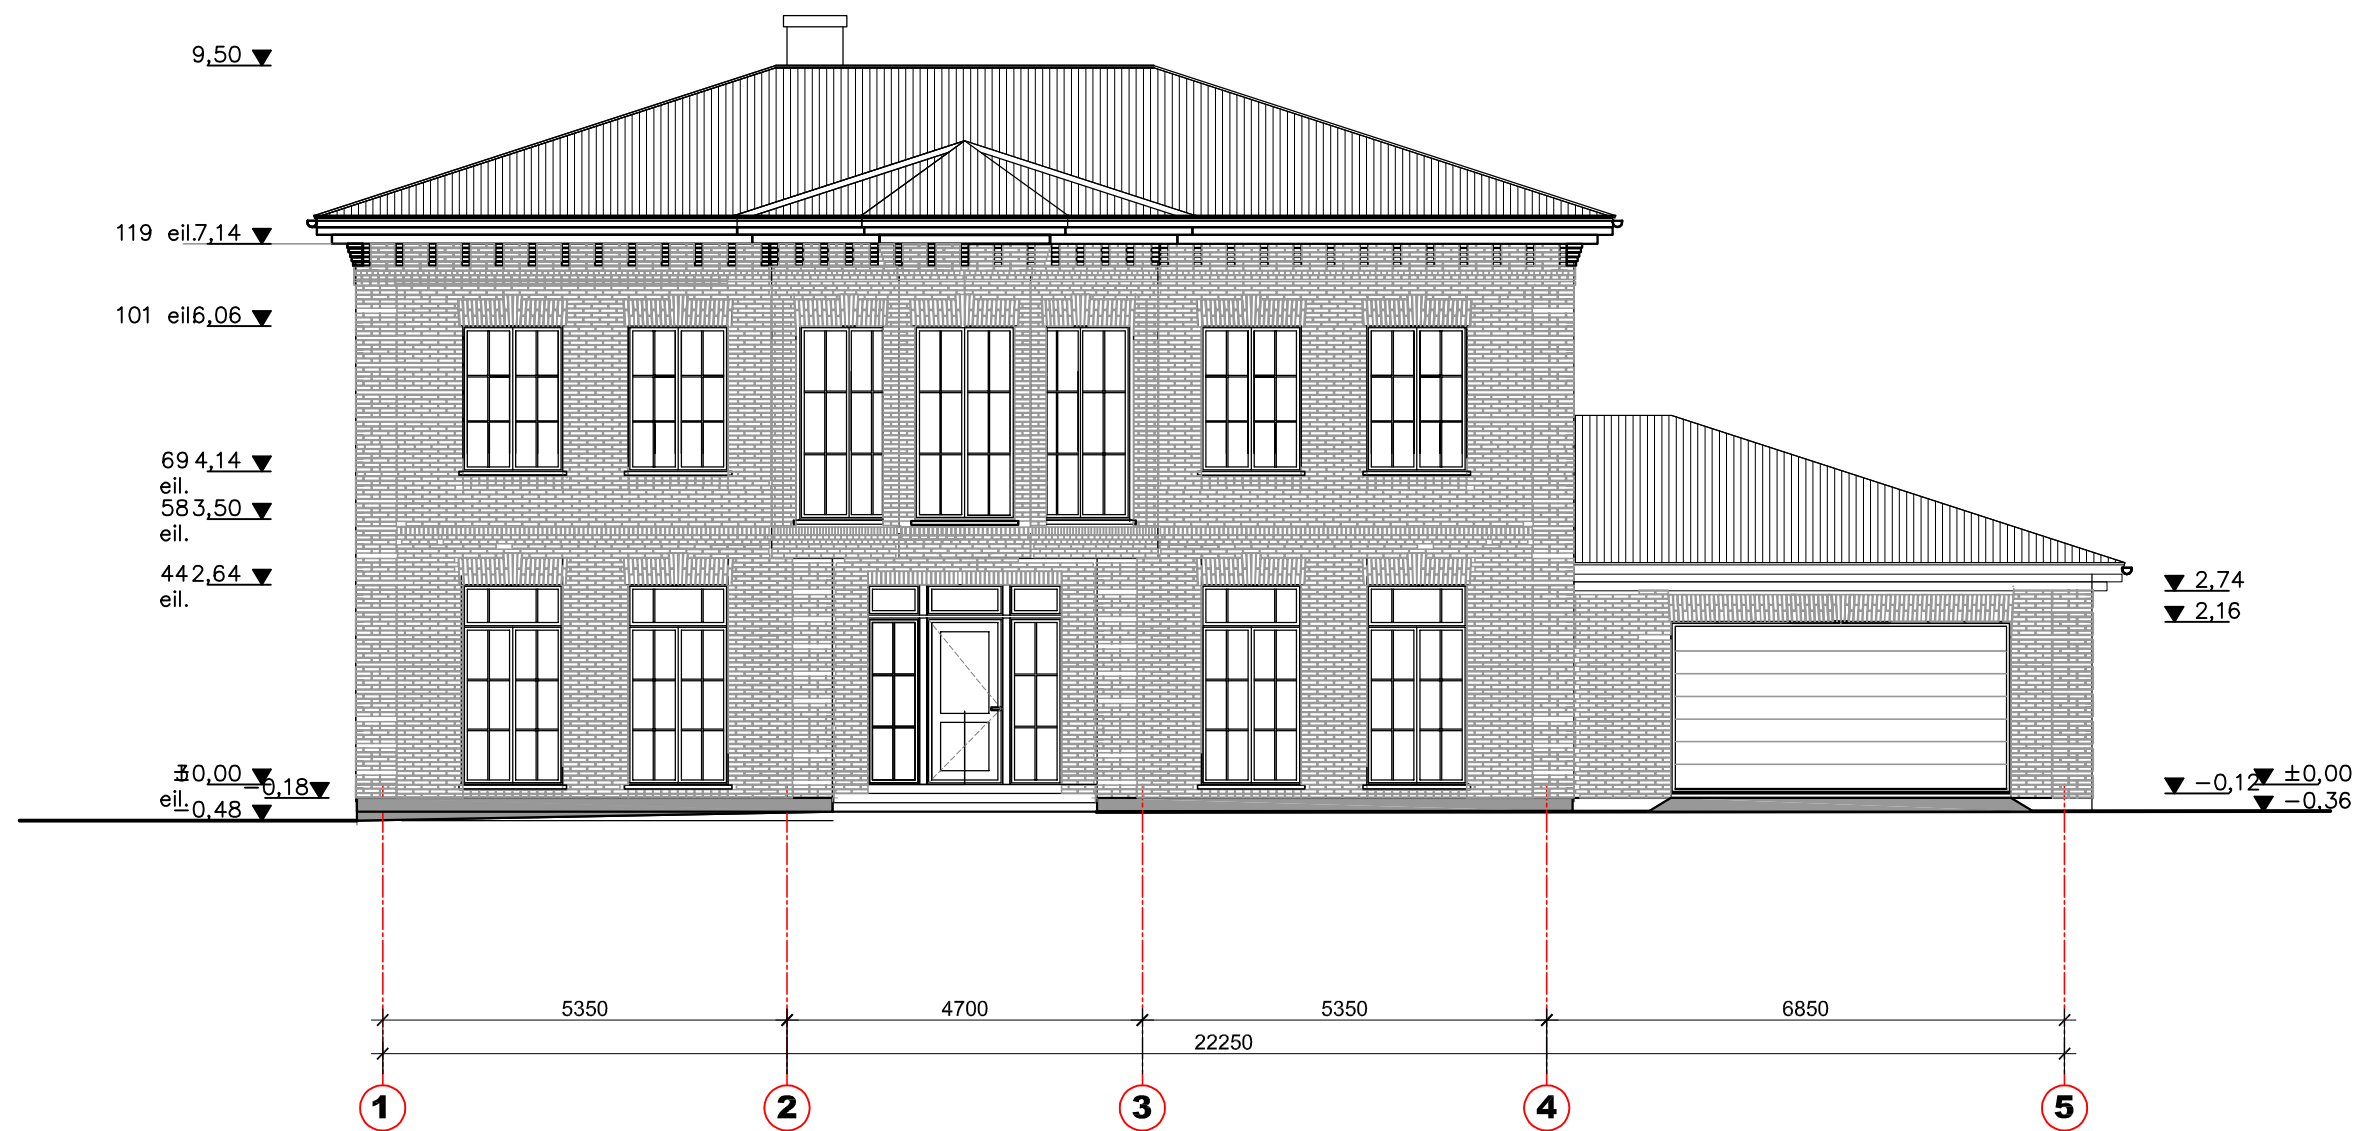 9,50
119 eil.7,14
101 eil.6,06
69 4,14
eil.
58 3,50
eil.
44 2,64
eil.
2,74
2,16
±0,00
eil.
-0,18
-0,48
-0,12
±0,00
-0,36
5350 4700 5350 6850
22250
1 2 3 4 5